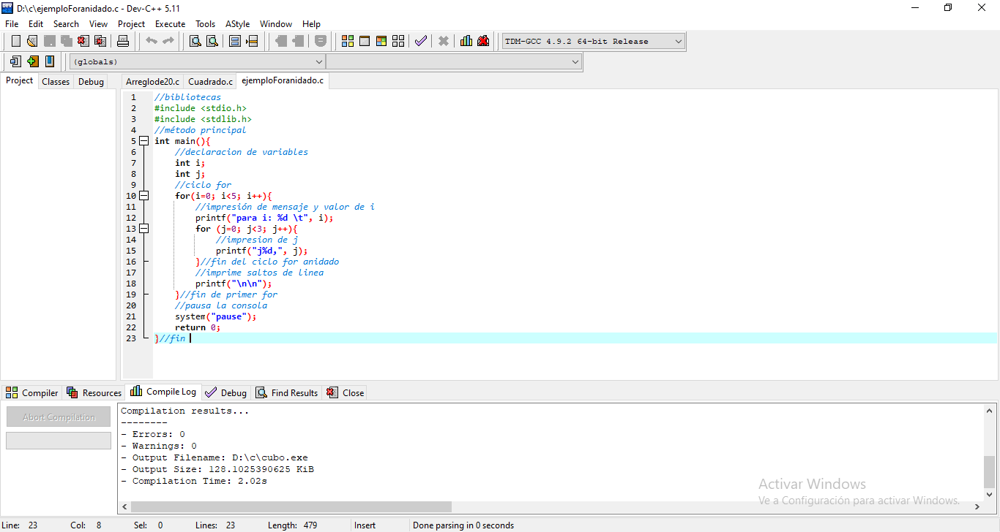 D:\c\ejemploForanidado.c - Dev-C++ 5.11
File Edit Search View Project Execute Tools AStyle Window Help
TDM-GCC 4.9.2 64-bit Release
(globals)
Project Classes Debug
Arreglode20.c Cuadrado.c ejemploForanidado.c
1 //bibliotecas
2 #include <stdio.h>
3 #include <stdlib.h>
4 //método principal
5 int main(){
6 //declaracion de variables
7 int i;
8 int j;
9 //ciclo for
10 for(i=0; i<5; i++){
11 //impresión de mensaje y valor de i
12 printf("para i: %d \t", i);
13 for (j=0; j<3; j++){
14 //impresion de j
15 printf("j%d,", j);
16 }//fin del ciclo for anidado
17 //imprime saltos de linea
18 printf("\n\n");
19 }//fin de primer for
20 //pausa la consola
21 system("pause");
22 return 0;
23 }//fin
Compiler Resources Compile Log Debug Find Results Close
Abort Compilation
Compilation results...
--------
- Errors: 0
- Warnings: 0
- Output Filename: D:\c\cubo.exe
- Output Size: 128.1025390625 KiB
- Compilation Time: 2.02s
Activar Windows
Ve a Configuración para activar Windows.
Line: 23 Col: 8 Sel: 0 Lines: 23 Length: 479 Insert Done parsing in 0 seconds